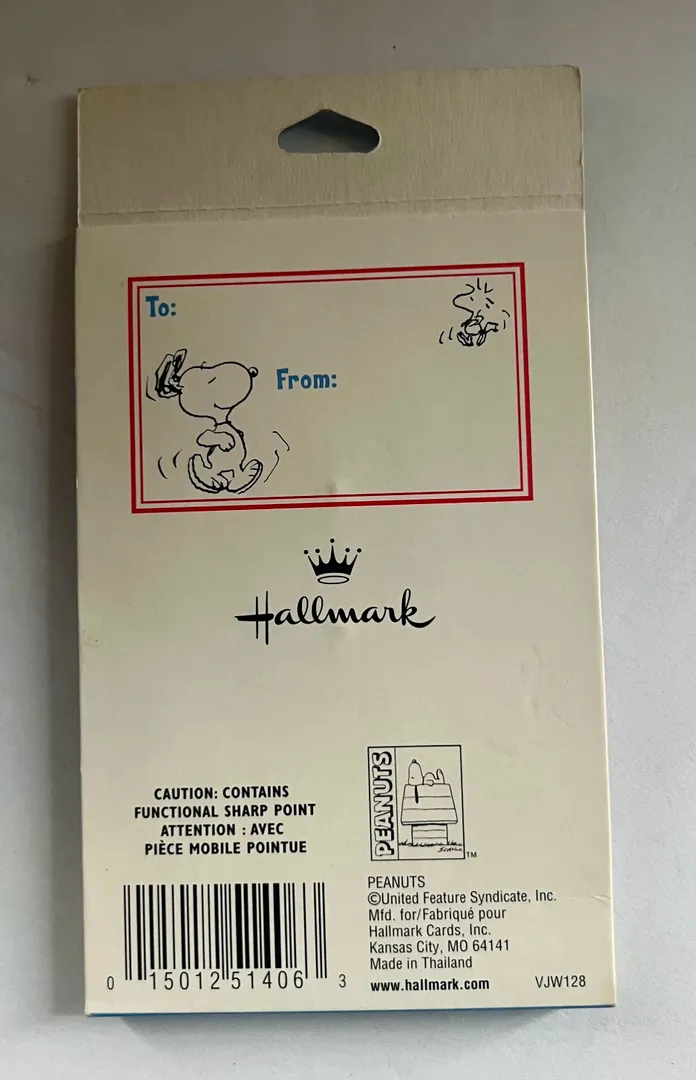 To:
From:
Hallmark
CAUTION: CONTAINS
FUNCTIONAL SHARP POINT
ATTENTION : AVEC
PIÈCE MOBILE POINTUE
0 15012 51406 3
PEANUTS
TM
PEANUTS
©United Feature Syndicate, Inc.
Mfd. for/Fabriqué pour
Hallmark Cards, Inc.
Kansas City, MO 64141
Made in Thailand
www.hallmark.com VJW128